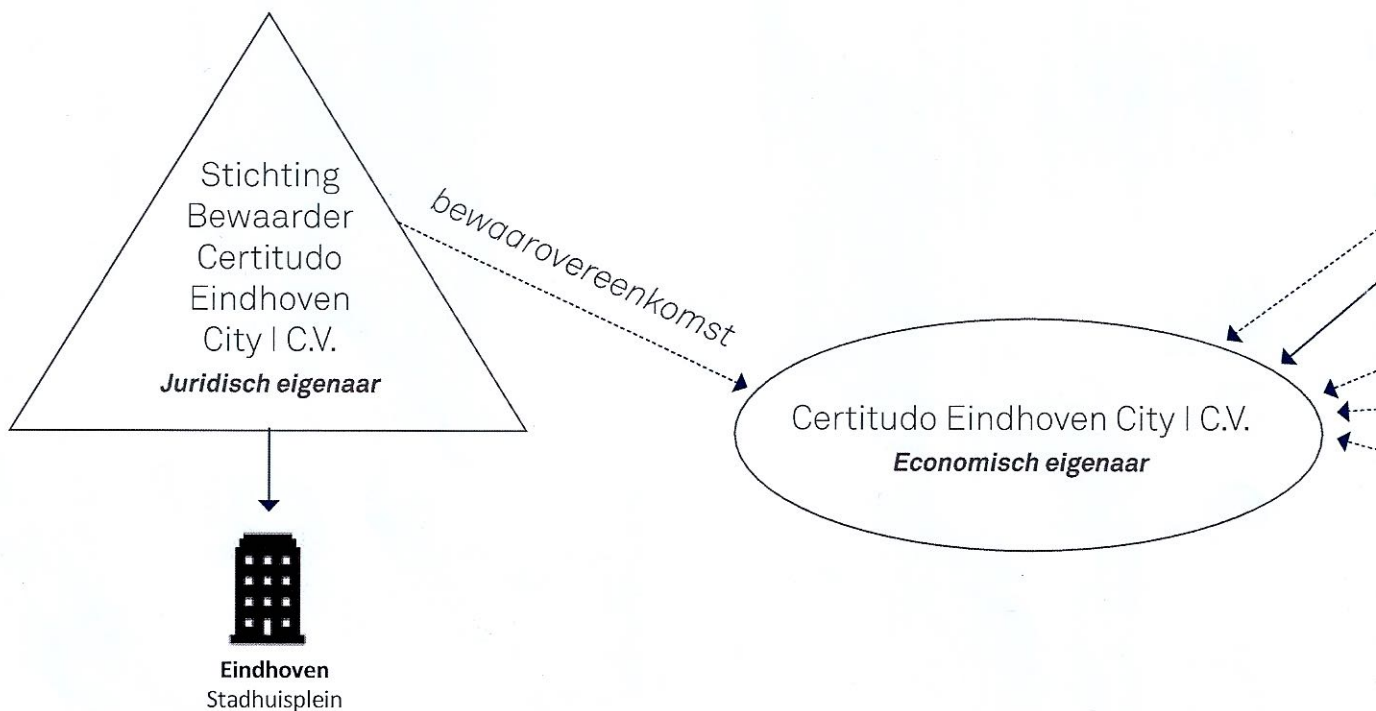 Stichting
Bewaarder
Certitudo
Eindhoven
City I C.V.
Juridisch eigenaar
bewaarovereenkomst
Certitudo Eindhoven City I C.V.
Economisch eigenaar
Eindhoven
Stadhuisplein